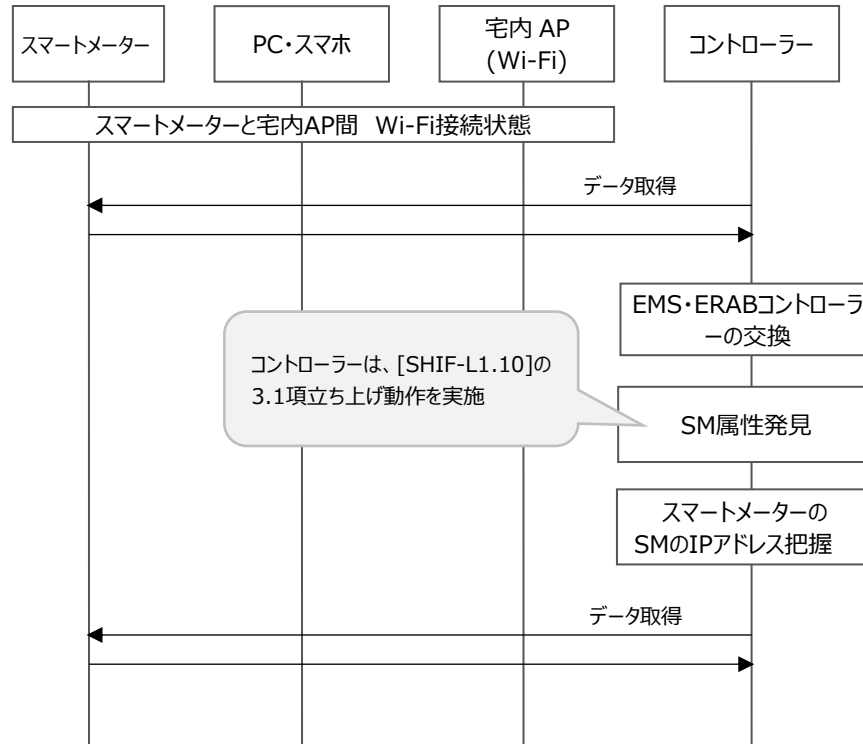 スマートメーター
PC・スマホ
宅内 AP
(Wi-Fi)
コントローラー
スマートメーターと宅内AP間 Wi-Fi接続状態
データ取得
EMS・ERABコントローラ
ーの交換
コントローラーは、[SHIF-L1.10]の
3.1項立ち上げ動作を実施
SM属性発見
スマートメーターの
SMのIPアドレス把握
データ取得